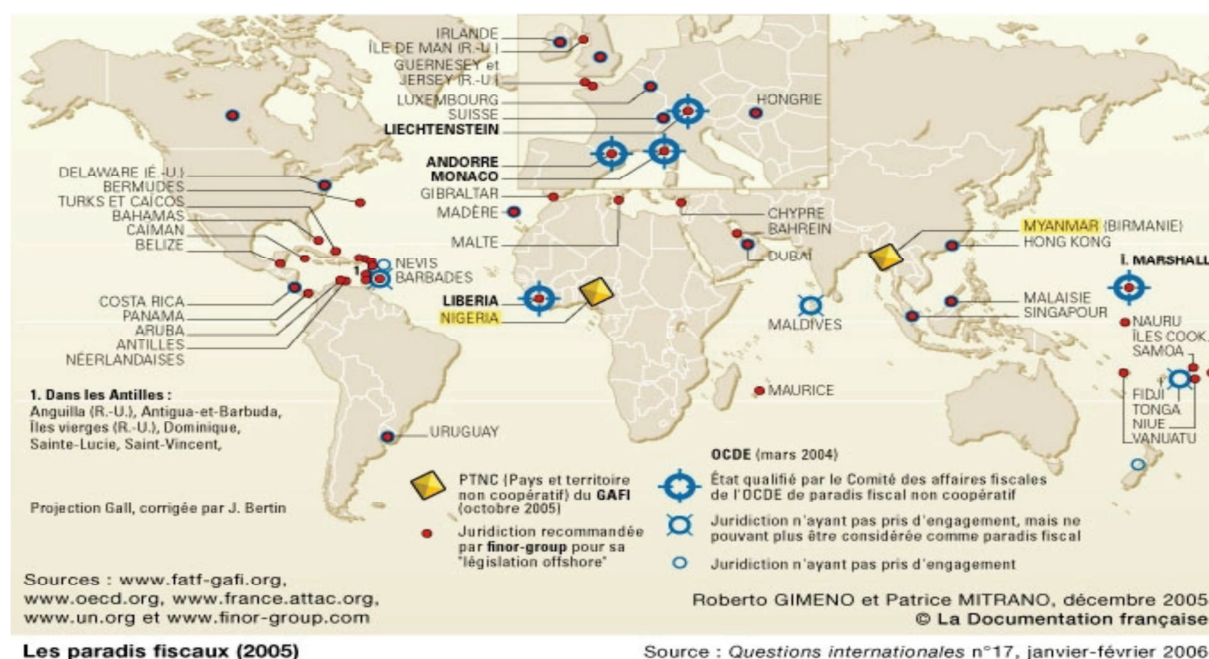 IRLANDE
ÎLE DE MAN (R.-U.)
GUERNESEY et
JERSEY (R.-U.)
LUXEMBOURG
SUISSE
LIECHTENSTEIN
HONGRIE
ANDORRE
MONACO
GIBRALTAR
MADÈRE
MALTE
CHYPRE
BAHREIN
DUBAI
DELAWARE (É.-U.)
BERMUDES
TURKS ET CAÏCOS
BAHAMAS
CAÏMAN
BELIZE
1
NEVIS
BARBADES
COSTA RICA
PANAMA
ARUBA
ANTILLES
NÉERLANDAISES
LIBERIA
NIGERIA
MYANMAR (BIRMANIE)
HONG KONG
Î. MARSHALL
MALDIVES
MALAISIE
SINGAPOUR
NAURU
ÎLES COOK
SAMOA
MAURICE
FIDJI
TONGA
NIUE
VANUATU
URUGUAY
1. Dans les Antilles :
Anguilla (R.-U.), Antigua-et-Barbuda,
Îles vierges (R.-U.), Dominique,
Sainte-Lucie, Saint-Vincent,
Projection Gall, corrigée par J. Bertin
PTNC (Pays et territoire
non coopératif) du GAFI
(octobre 2005)
Juridiction recommandée
par finor-group pour sa
"législation offshore"
OCDE (mars 2004)
État qualifié par le Comité des affaires fiscales
de l'OCDE de paradis fiscal non coopératif
Juridiction n'ayant pas pris d'engagement, mais ne
pouvant plus être considérée comme paradis fiscal
Juridiction n'ayant pas pris d'engagement
Sources : www.fatf-gafi.org,
www.oecd.org, www.france.attac.org,
www.un.org et www.finor-group.com
Roberto GIMENO et Patrice MITRANO, décembre 2005
© La Documentation française
Les paradis fiscaux (2005)
Source : Questions internationales n°17, janvier-février 2006